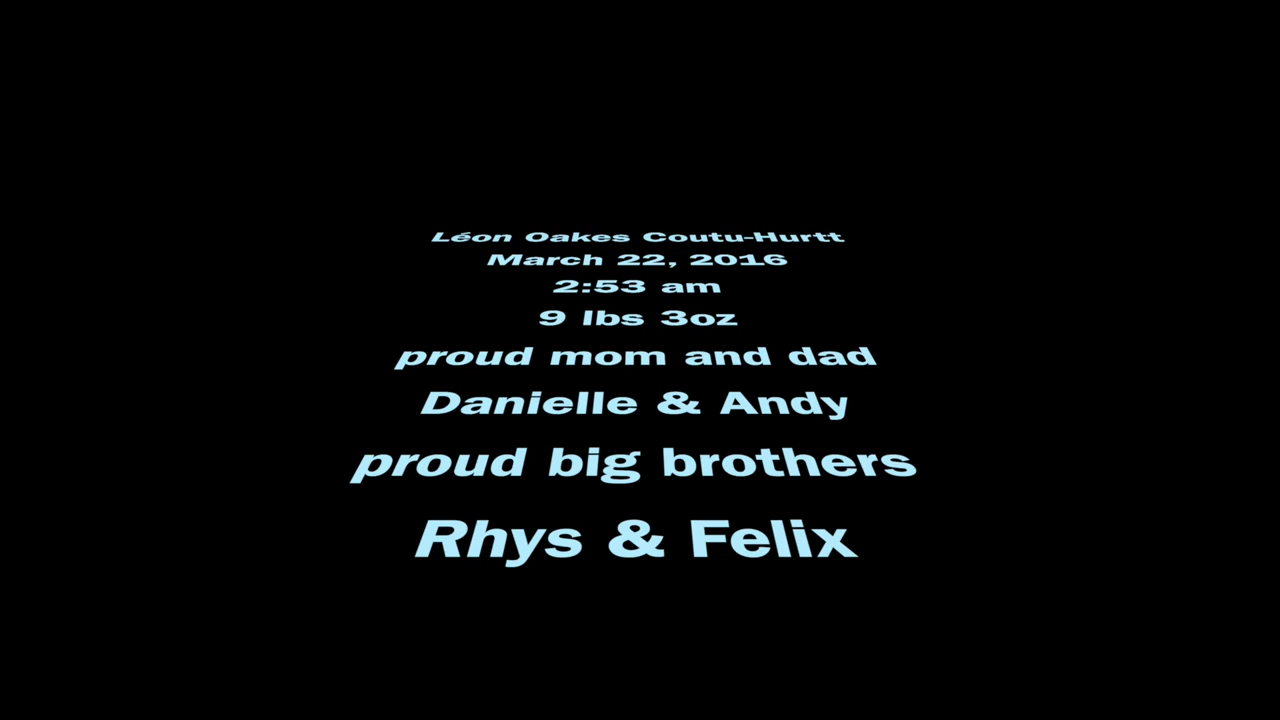 Léon Oakes Coutu-Hurtt
March 22, 2016
2:53 am
9 lbs 3oz
proud mom and dad
Danielle & Andy
proud big brothers
Rhys & Felix